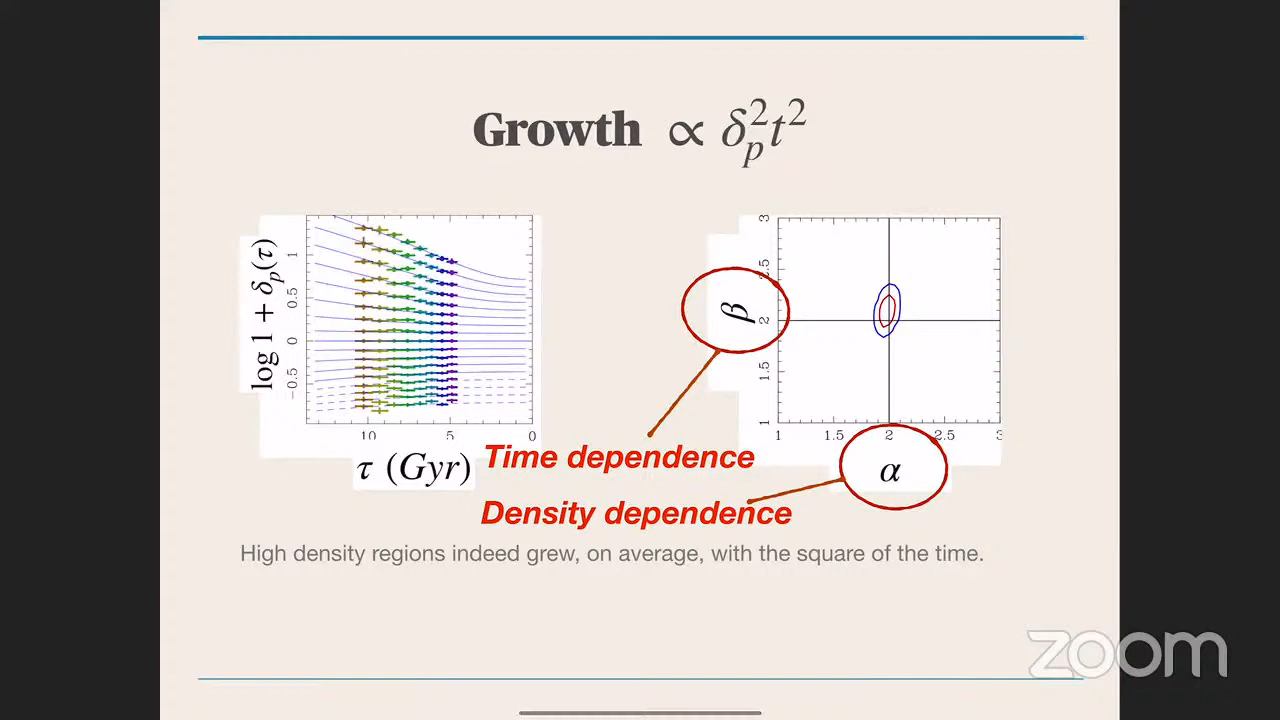 Growth ∝ δ_p^2 t^2
log 1 + δ_p(τ)
1
0.5
0
−0.5
10 5 0
τ (Gyr)
β
3
2.5
2
1.5
1
1 1.5 2 2.5 3
α
Time dependence
Density dependence
High density regions indeed grew, on average, with the square of the time.
zoom